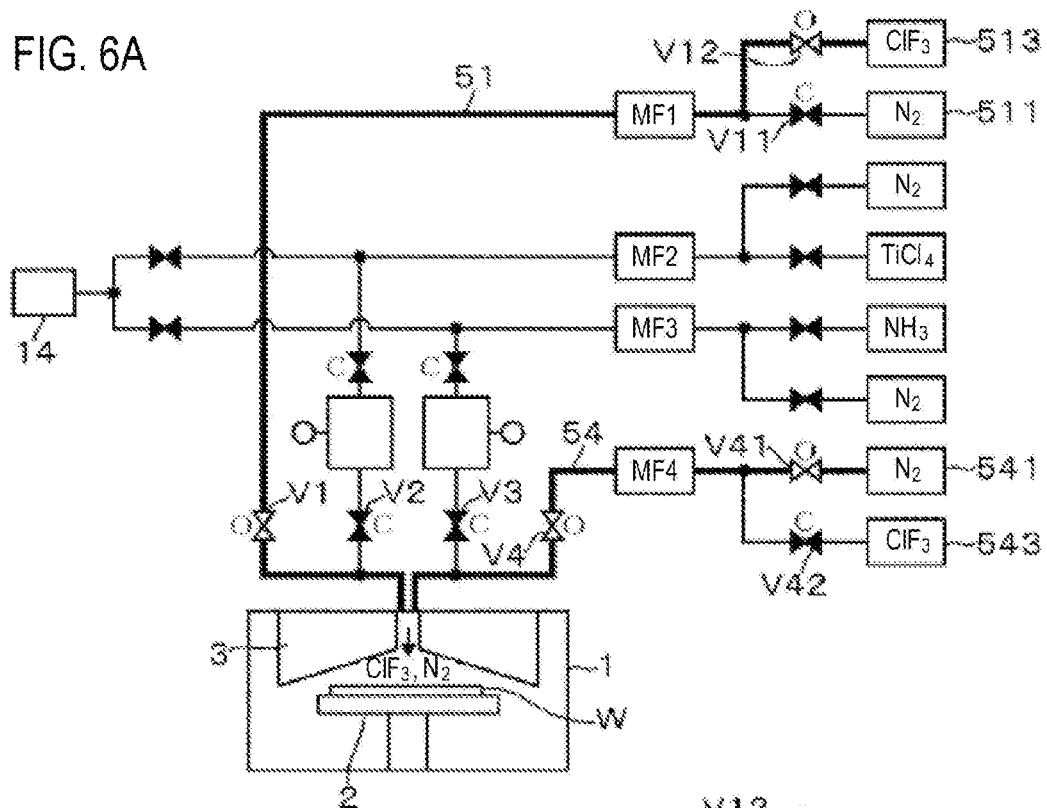 FIG. 6A
O
V12
ClF3
513
51
MF1
C
V11
N2
511
N2
MF2
TiCl4
14
MF3
NH3
C
C
N2
54
MF4
V41
O
N2
541
V1
V2
V3
O
C
C
V4
O
C
V42
ClF3
543
3
ClF3, N2
1
W
2